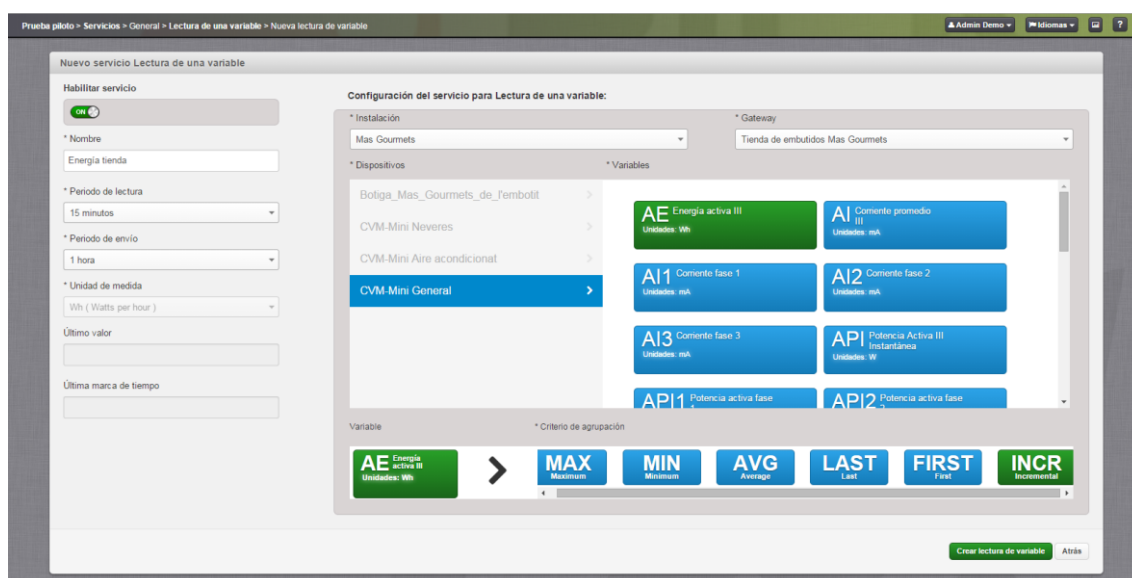 Prueba piloto > Servicios > General > Lectura de una variable > Nueva lectura de variable
Admin Demo
Idiomas
?
Nuevo servicio Lectura de una variable
Habilitar servicio
ON
* Nombre
Energía tienda
* Periodo de lectura
15 minutos
* Periodo de envío
1 hora
* Unidad de medida
Wh ( Watts per hour )
Último valor
Última marca de tiempo
Configuración del servicio para Lectura de una variable:
* Instalación
* Gateway
Mas Gourmets
Tienda de embutidos Mas Gourmets
* Dispositivos
* Variables
Botiga_Mas_Gourmets_de_l'embotit
CVM-Mini Neveres
CVM-Mini Aire acondicionat
CVM-Mini General
AE Energía activa III
Unidades: Wh
AI Corriente promedio
III
Unidades: mA
AI1 Corriente fase 1
Unidades: mA
AI2 Corriente fase 2
Unidades: mA
AI3 Corriente fase 3
Unidades: mA
API Potencia Activa III
Instantánea
Unidades: W
API1 Potencia activa fase
API2 Potencia activa fase
Variable
* Criterio de agrupación
AE Energía
activa III
Unidades: Wh
MAX
Maximum
MIN
Minimum
AVG
Average
LAST
Last
FIRST
First
INCR
Incremental
Crear lectura de variable
Atrás